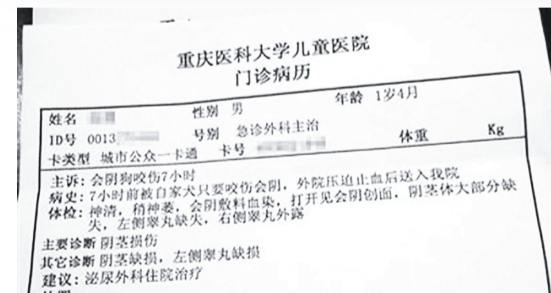 重庆医科大学儿童医院
门诊病历
姓名 性别 男 年龄 1岁4月
ID号 0013 号别 急诊外科主治 体重 Kg
卡类型 城市公众一卡通 卡号
主诉：会阴狗咬伤7小时
病史：7小时前被自家犬只要咬伤会阴，外院压迫止血后送入我院
体检：神清，稍神萎，会阴敷料血染，打开见会阴创面，阴茎体大部分缺
失，左侧睾丸缺失，右侧睾丸外露
主要诊断 阴茎损伤
其它诊断 阴茎缺损，左侧睾丸缺损
建议：泌尿外科住院治疗